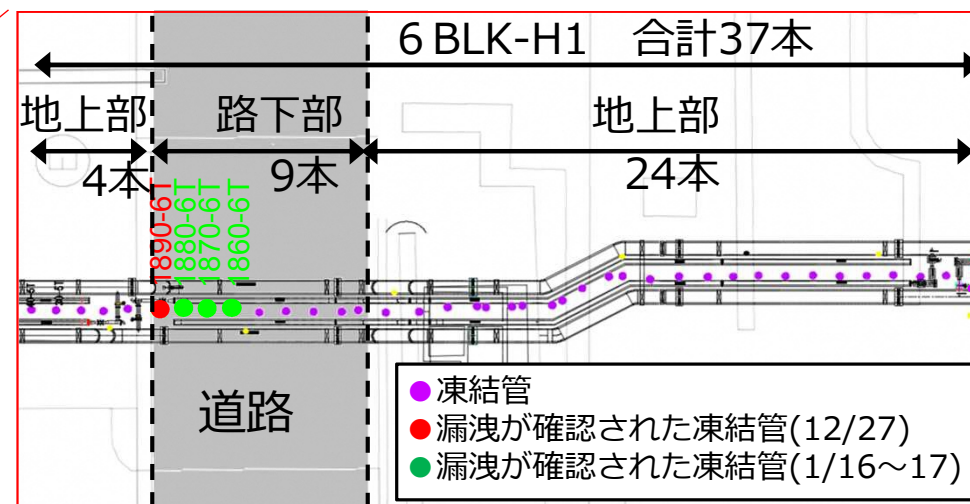 6 BLK-H1 合計37本
地上部 路下部 地上部
4本 9本 24本
1890-6T
1880-6T
1870-6T
1860-6T
道路
凍結管
漏洩が確認された凍結管(12/27)
漏洩が確認された凍結管(1/16～17)